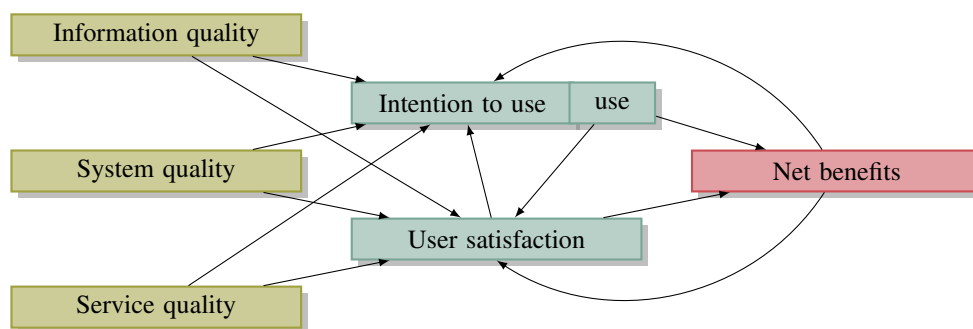 Information quality
Intention to use
use
System quality
Net benefits
User satisfaction
Service quality